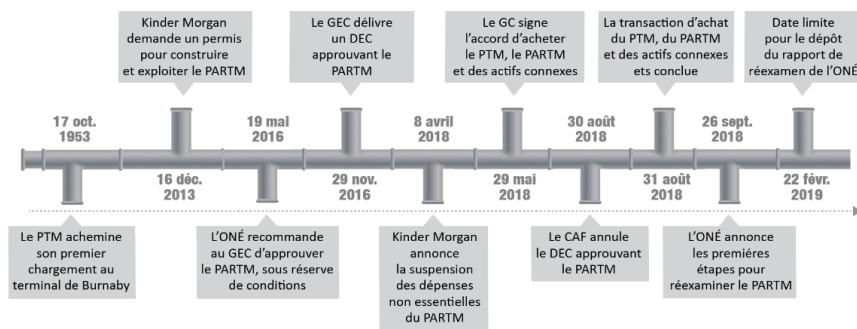 Kinder Morgan
demande un permis
pour construire
et exploiter le PARTM
Le GEC délivre
un DEC
approuvant le
PARTM
Le GC signe
l'accord d'acheter
le PTM, le PARTM
et des actifs connexes
La transaction d'achat
du PTM, du PARTM
et des actifs connexes
ets conclue
Date limite
pour le dépôt
du rapport de
réexamen de l'ONÉ
17 oct.
1953
19 mai
2016
8 avril
2018
30 août
2018
26 sept.
2018
16 déc.
2013
29 nov.
2016
29 mai
2018
31 août
2018
22 févr.
2019
Le PTM achemine
son premier
chargement au
terminal de Burnaby
L'ONÉ recommande
au GEC d'approuver
le PARTM, sous réserve
de conditions
Kinder Morgan
annonce
la suspension
des dépenses
non essentielles
du PARTM
Le CAF annule
le DEC approuvant
le PARTM
L'ONÉ annonce
les premiéres
étapes pour
réexaminer le PARTM